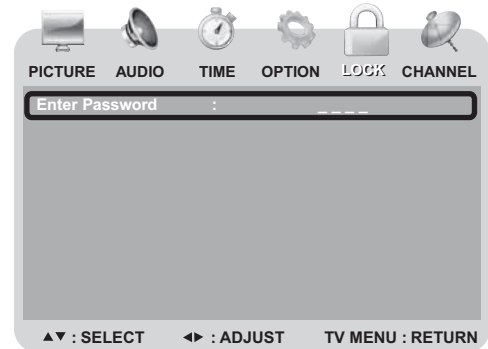 PICTURE AUDIO TIME OPTION LOCK CHANNEL
Enter Password : _ _ _ _
▲▼ : SELECT ◀▶ : ADJUST TV MENU : RETURN